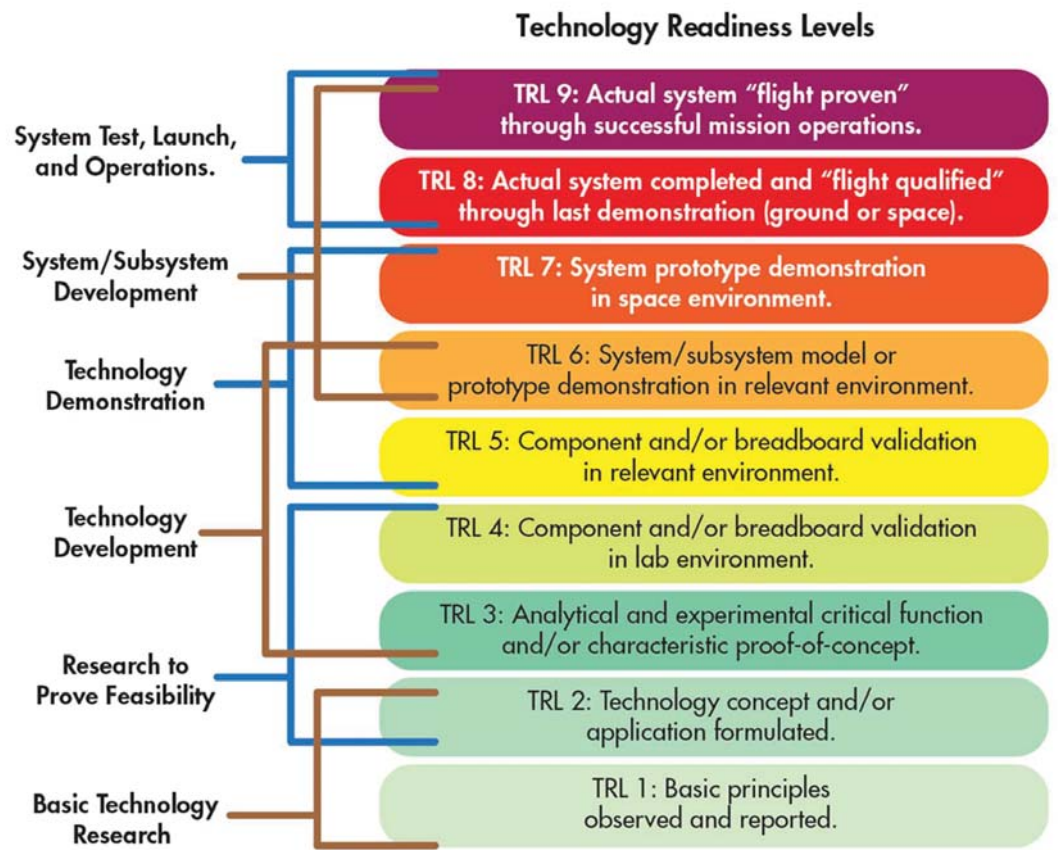 Technology Readiness Levels
System Test, Launch,
and Operations.
System/Subsystem
Development
Technology
Demonstration
Technology
Development
Research to
Prove Feasibility
Basic Technology
Research
TRL 9: Actual system “flight proven”
through successful mission operations.
TRL 8: Actual system completed and “flight qualified”
through last demonstration (ground or space).
TRL 7: System prototype demonstration
in space environment.
TRL 6: System/subsystem model or
prototype demonstration in relevant environment.
TRL 5: Component and/or breadboard validation
in relevant environment.
TRL 4: Component and/or breadboard validation
in lab environment.
TRL 3: Analytical and experimental critical function
and/or characteristic proof-of-concept.
TRL 2: Technology concept and/or
application formulated.
TRL 1: Basic principles
observed and reported.